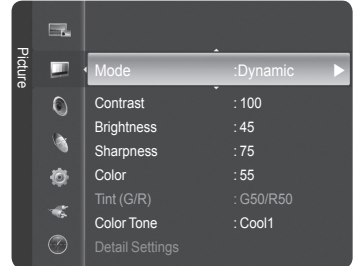 Picture
Mode :Dynamic
Contrast : 100
Brightness : 45
Sharpness : 75
Color : 55
Tint (G/R) : G50/R50
Color Tone : Cool1
Detail Settings